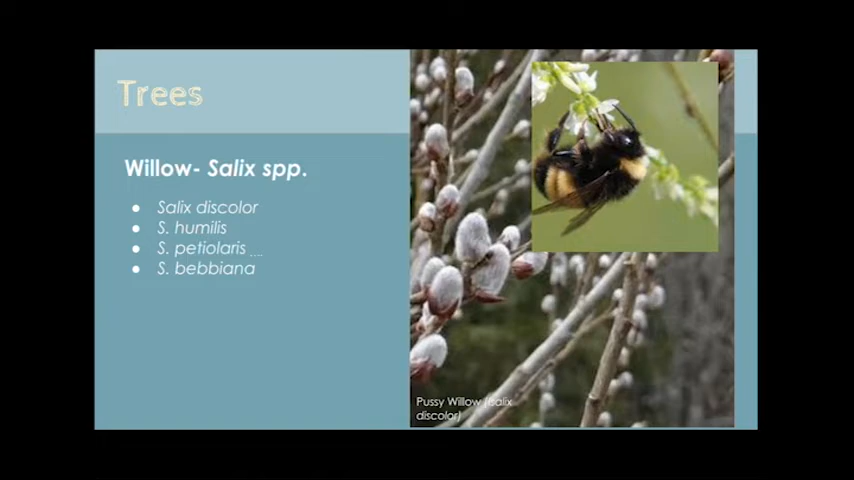 Trees
Willow- Salix spp.
● Salix discolor
● S. humilis
● S. petiolaris ....
● S. bebbiana
Pussy Willow (Salix
discolor)